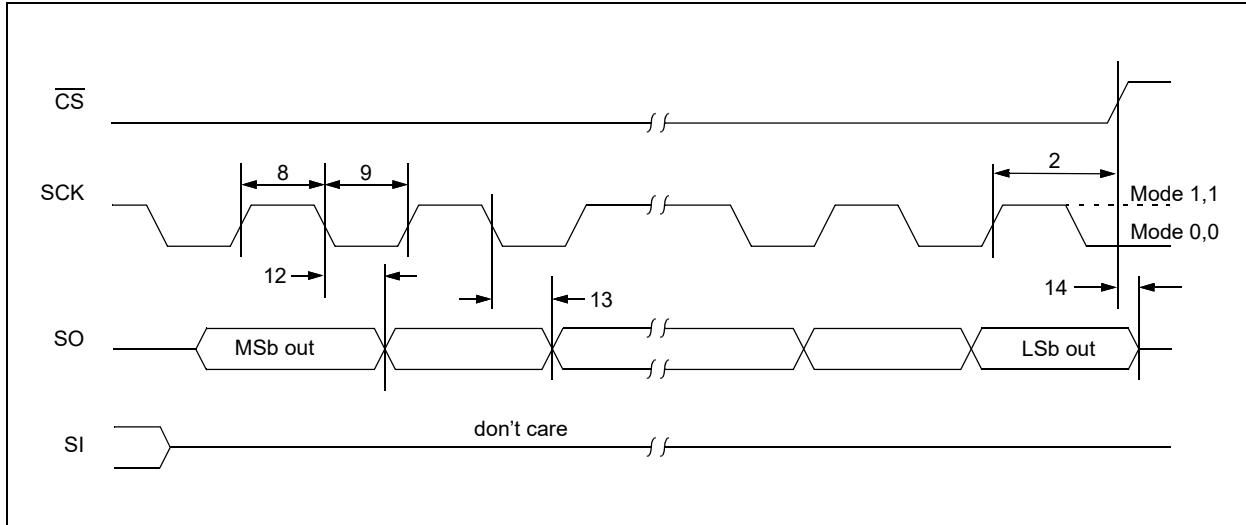 CS
8
9
2
SCK
Mode 1,1
Mode 0,0
12
13
14
SO
MSb out
LSb out
don't care
SI